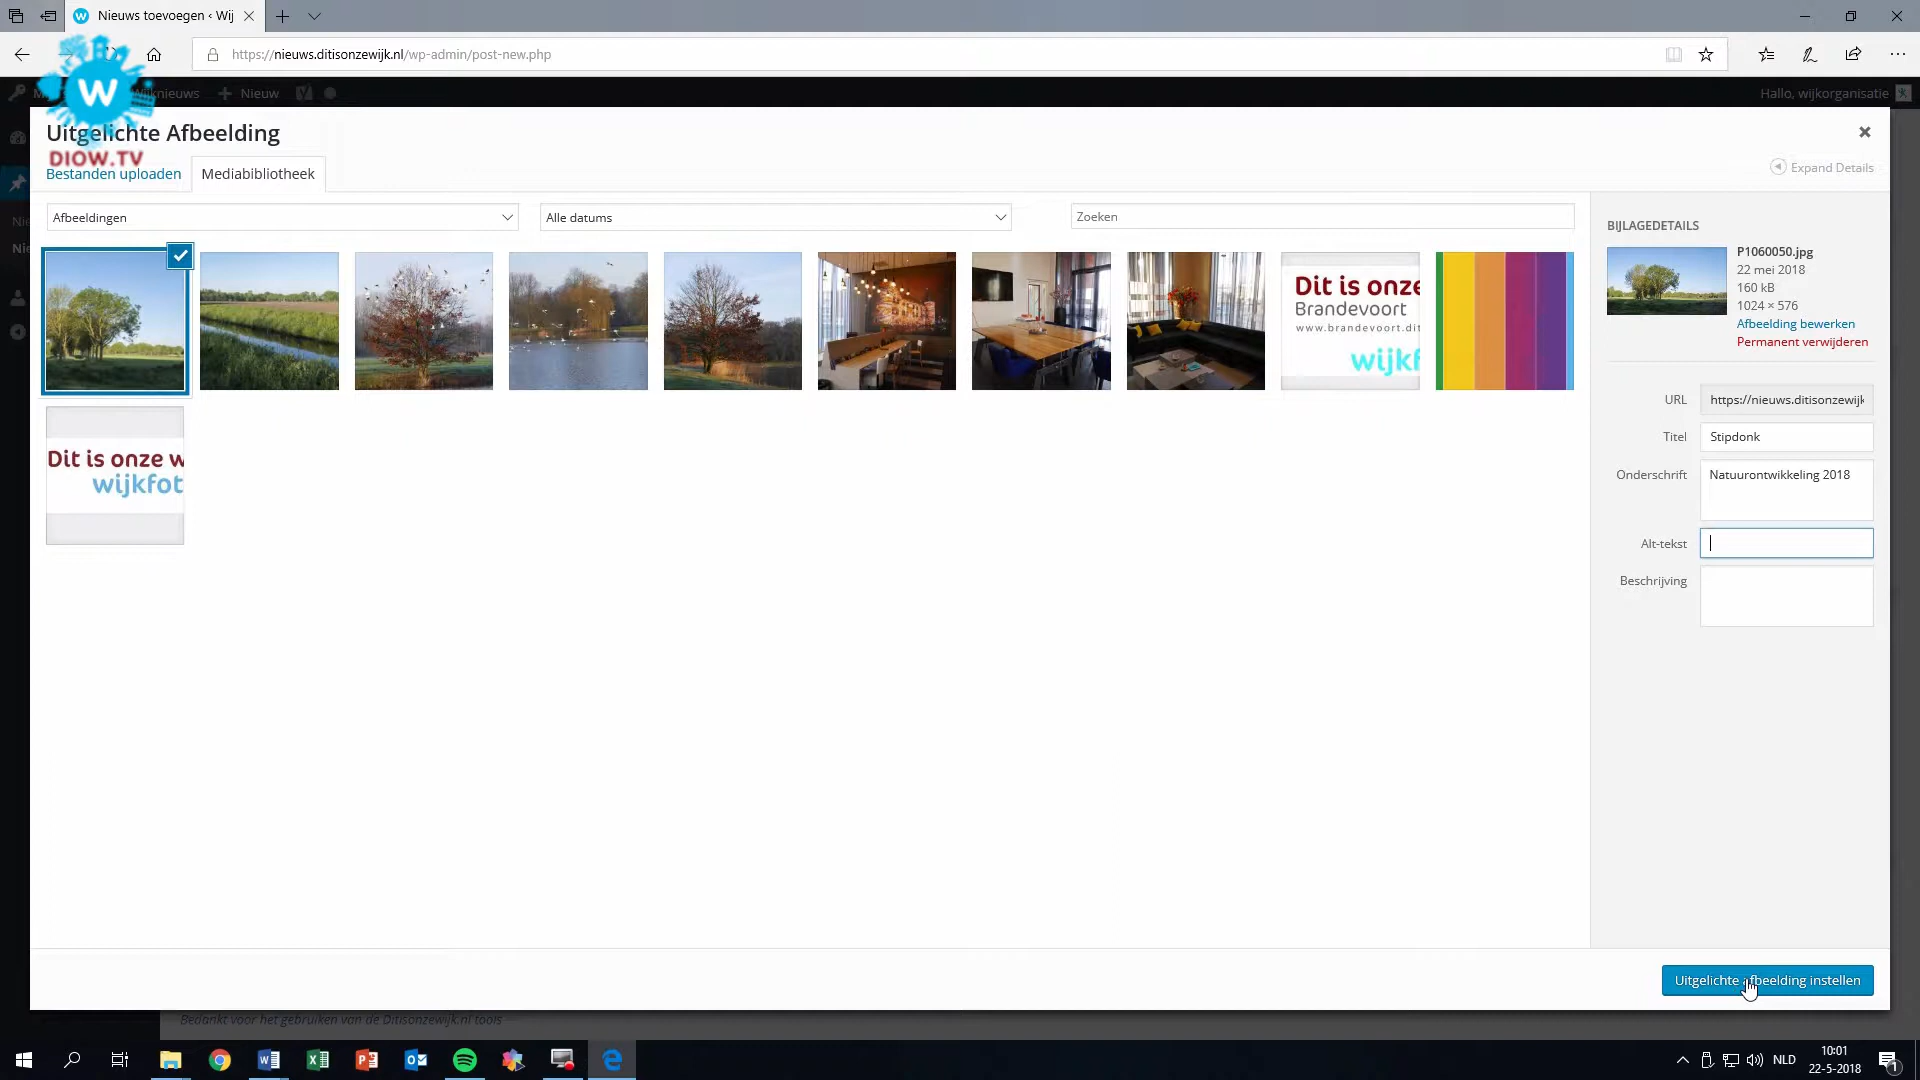 Nieuws toevoegen ‹ Wij
https://nieuws.ditisonzewijk.nl/wp-admin/post-new.php
Nieuw
Hallo, wijkorganisatie
W
DIOW.TV
Uitgelichte Afbeelding
Bestanden uploaden
Mediabibliotheek
Expand Details
Afbeeldingen
Alle datums
Zoeken
Dit is onze
Brandevoort
www.brandevoort.dit
wijkf
Dit is onze w
wijkfot
BIJLAGEDETAILS
P1060050.jpg
22 mei 2018
160 kB
1024 × 576
Afbeelding bewerken
Permanent verwijderen
URL
https://nieuws.ditisonzewijk
Titel
Stipdonk
Onderschrift
Natuurontwikkeling 2018
Alt-tekst
Beschrijving
Uitgelichte afbeelding instellen
Bedankt voor het gebruiken van de Ditisonzewijk.nl tools
NLD
10:01
22-5-2018
1